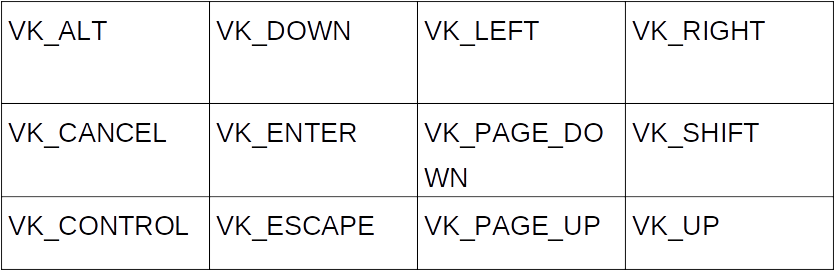 VK_ALT VK_DOWN VK_LEFT VK_RIGHT
VK_CANCEL VK_ENTER VK_PAGE_DO VK_SHIFT
WN
VK_CONTROL VK_ESCAPE VK_PAGE_UP VK_UP